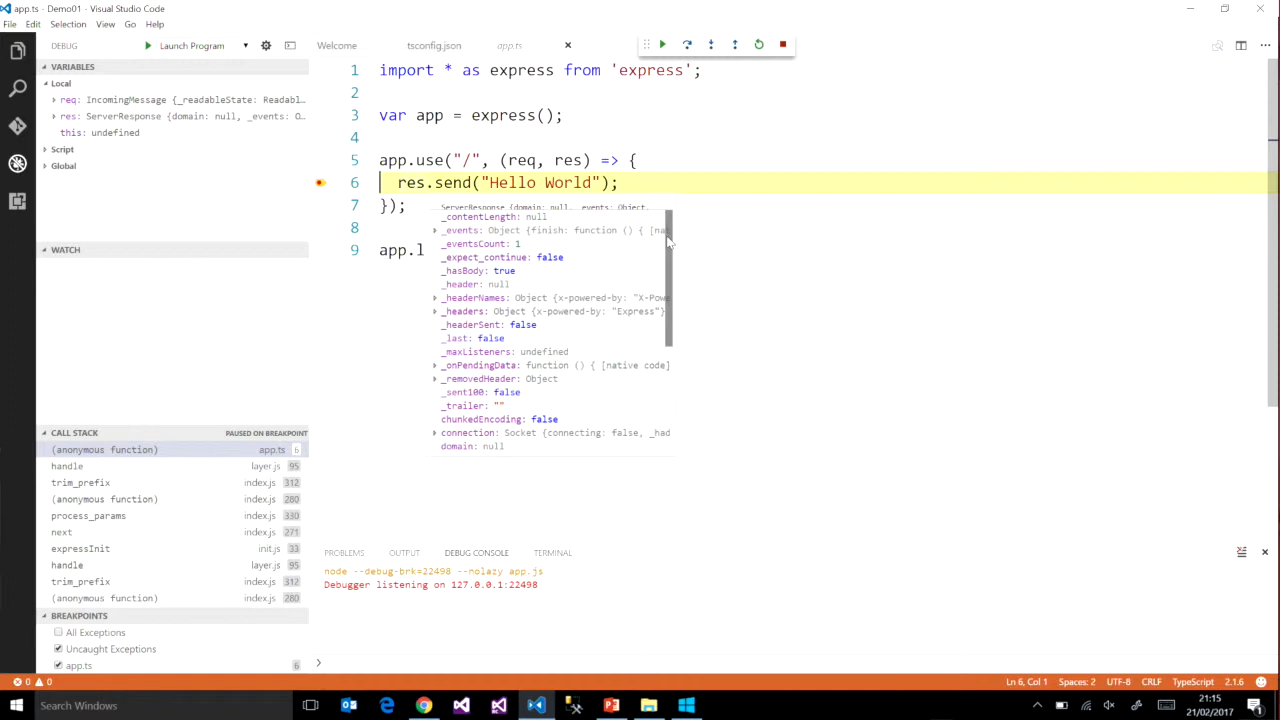 app.ts - Demo01 - Visual Studio Code
File Edit Selection View Go Help
DEBUG Launch Program
Welcome tsconfig.json app.ts
VARIABLES
Local
req: IncomingMessage {_readableState: Readabl…
res: ServerResponse {domain: null, _events: O…
this: undefined
Script
Global
WATCH
CALL STACK PAUSED ON BREAKPOINT
(anonymous function) app.ts 6
handle layer.js 95
trim_prefix index.js 312
(anonymous function) index.js 280
process_params index.js 330
next index.js 271
expressInit init.js 33
handle layer.js 95
trim_prefix index.js 312
(anonymous function) index.js 280
BREAKPOINTS
All Exceptions
Uncaught Exceptions
app.ts 6
1 import * as express from 'express';
2
3 var app = express();
4
5 app.use("/", (req, res) => {
6 res.send("Hello World");
7 });
8
9 app.l
ServerResponse {domain: null, _events: Object,
_contentLength: null
_events: Object {finish: function () { [nat
_eventsCount: 1
_expect_continue: false
_hasBody: true
_header: null
_headerNames: Object {x-powered-by: "X-Powe
_headers: Object {x-powered-by: "Express"}
_headerSent: false
_last: false
_maxListeners: undefined
_onPendingData: function () { [native code]
_removedHeader: Object
_sent100: false
_trailer: ""
chunkedEncoding: false
connection: Socket {connecting: false, _had
domain: null
PROBLEMS OUTPUT DEBUG CONSOLE TERMINAL
node --debug-brk=22498 --nolazy app.js
Debugger listening on 127.0.0.1:22498
0 0
Ln 6, Col 1 Spaces: 2 UTF-8 CRLF TypeScript 2.1.6
Search Windows
21:15
21/02/2017
1